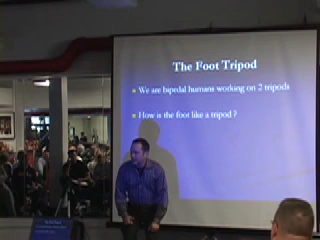 The Foot Tripod
We are bipedal humans working on 2 tripods
How is the foot like a tripod ?